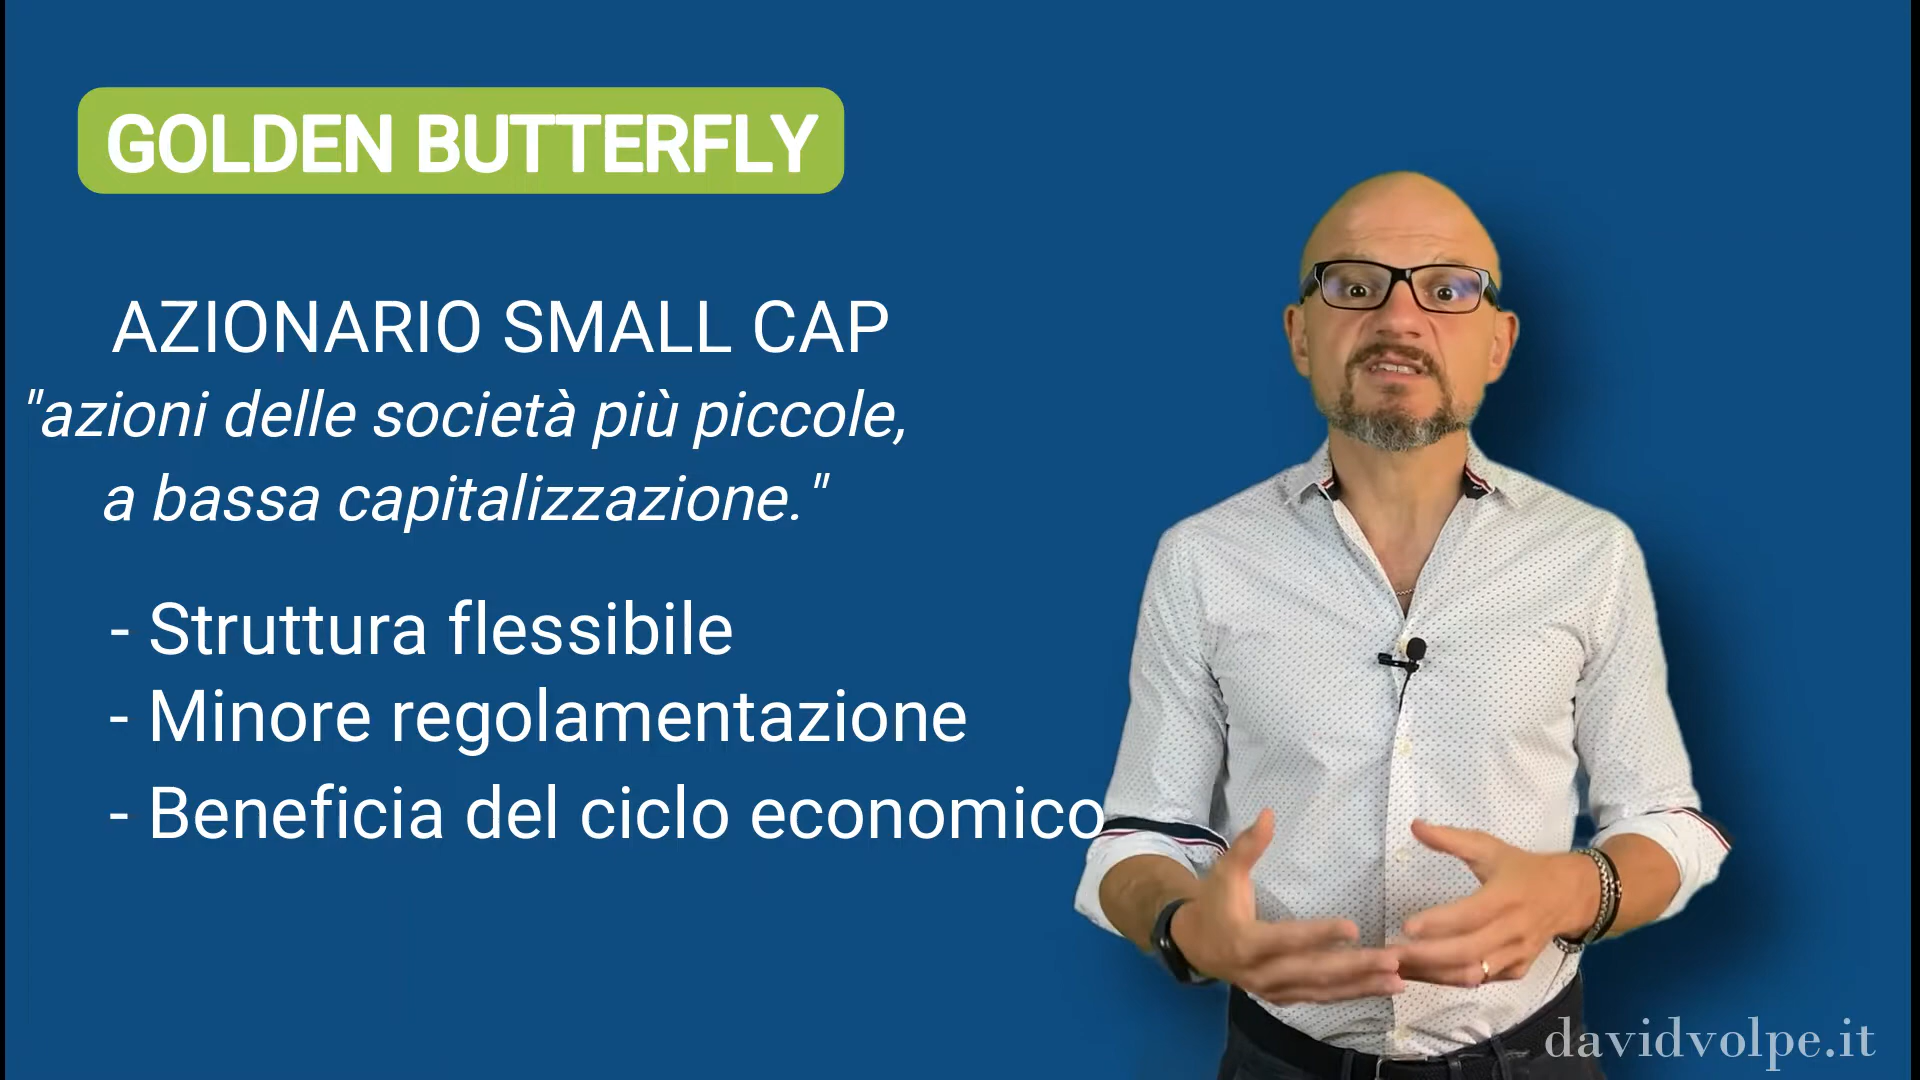 GOLDEN BUTTERFLY
AZIONARIO SMALL CAP
"azioni delle società più piccole,
a bassa capitalizzazione."
- Struttura flessibile
- Minore regolamentazione
- Beneficia del ciclo economico
davidvolpe.it